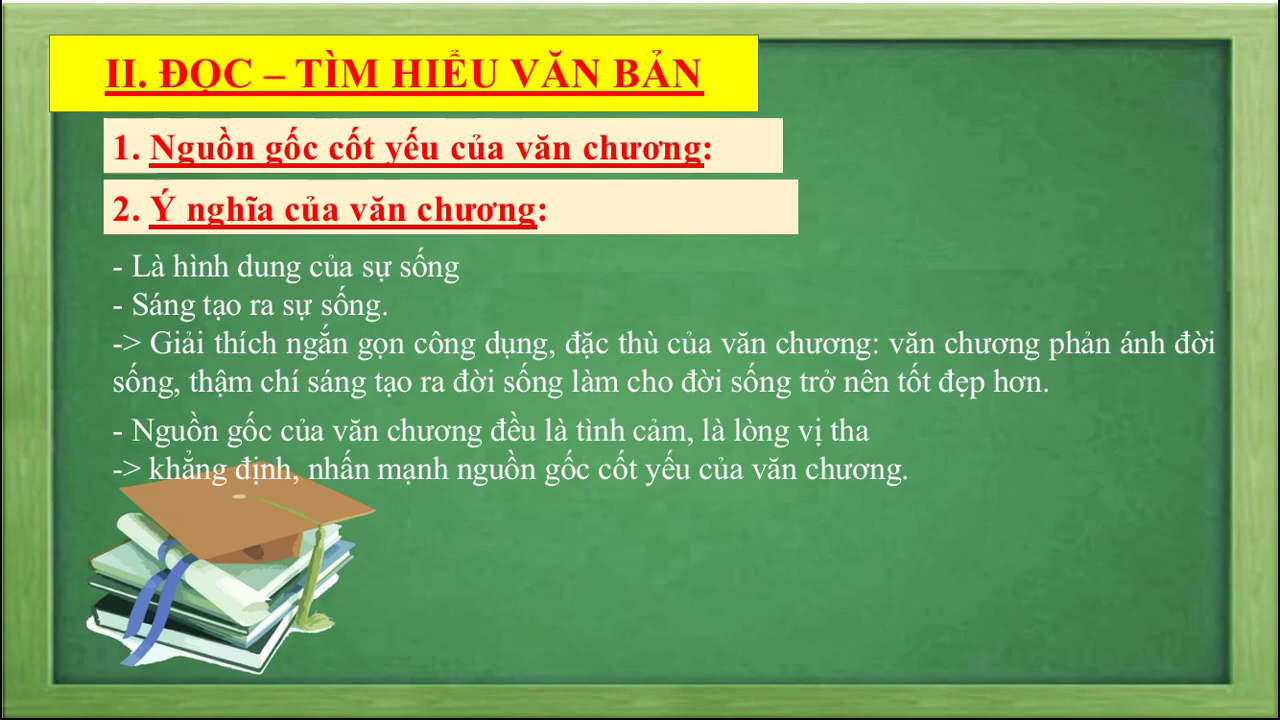 II. ĐỌC – TÌM HIỂU VĂN BẢN
1. Nguồn gốc cốt yếu của văn chương:
2. Ý nghĩa của văn chương:
- Là hình dung của sự sống
- Sáng tạo ra sự sống.
-> Giải thích ngắn gọn công dụng, đặc thù của văn chương: văn chương phản ánh đời
sống, thậm chí sáng tạo ra đời sống làm cho đời sống trở nên tốt đẹp hơn.
- Nguồn gốc của văn chương đều là tình cảm, là lòng vị tha
-> khẳng định, nhấn mạnh nguồn gốc cốt yếu của văn chương.